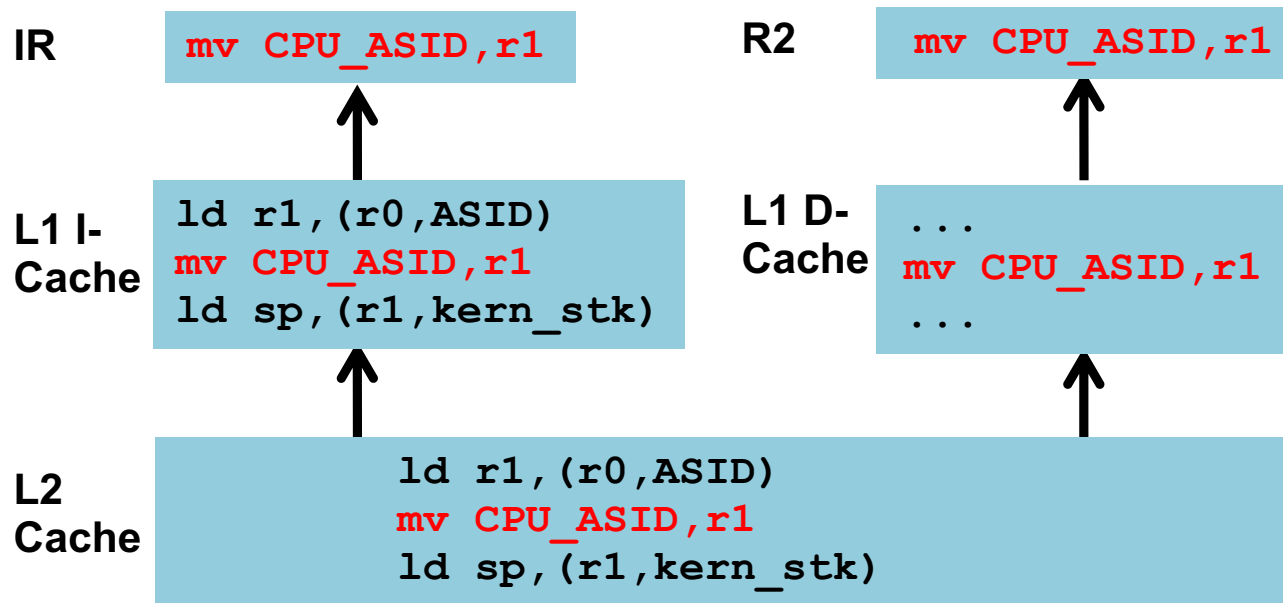 IR
mv CPU_ASID,r1
R2
mv CPU_ASID,r1
L1 I-
Cache
ld r1,(r0,ASID)
mv CPU_ASID,r1
ld sp,(r1,kern_stk)
L1 D-
Cache
...
mv CPU_ASID,r1
...
L2
Cache
ld r1,(r0,ASID)
mv CPU_ASID,r1
ld sp,(r1,kern_stk)